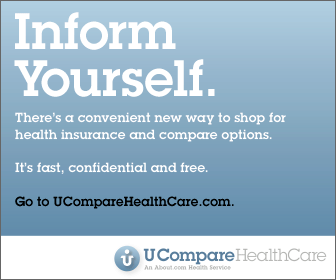 Inform
Yourself.
There's a convenient new way to shop for
health insurance and compare options.
It's fast, confidential and free.
Go to UCompareHealthCare.com.
UCompareHealthCare
An About.com Health Service